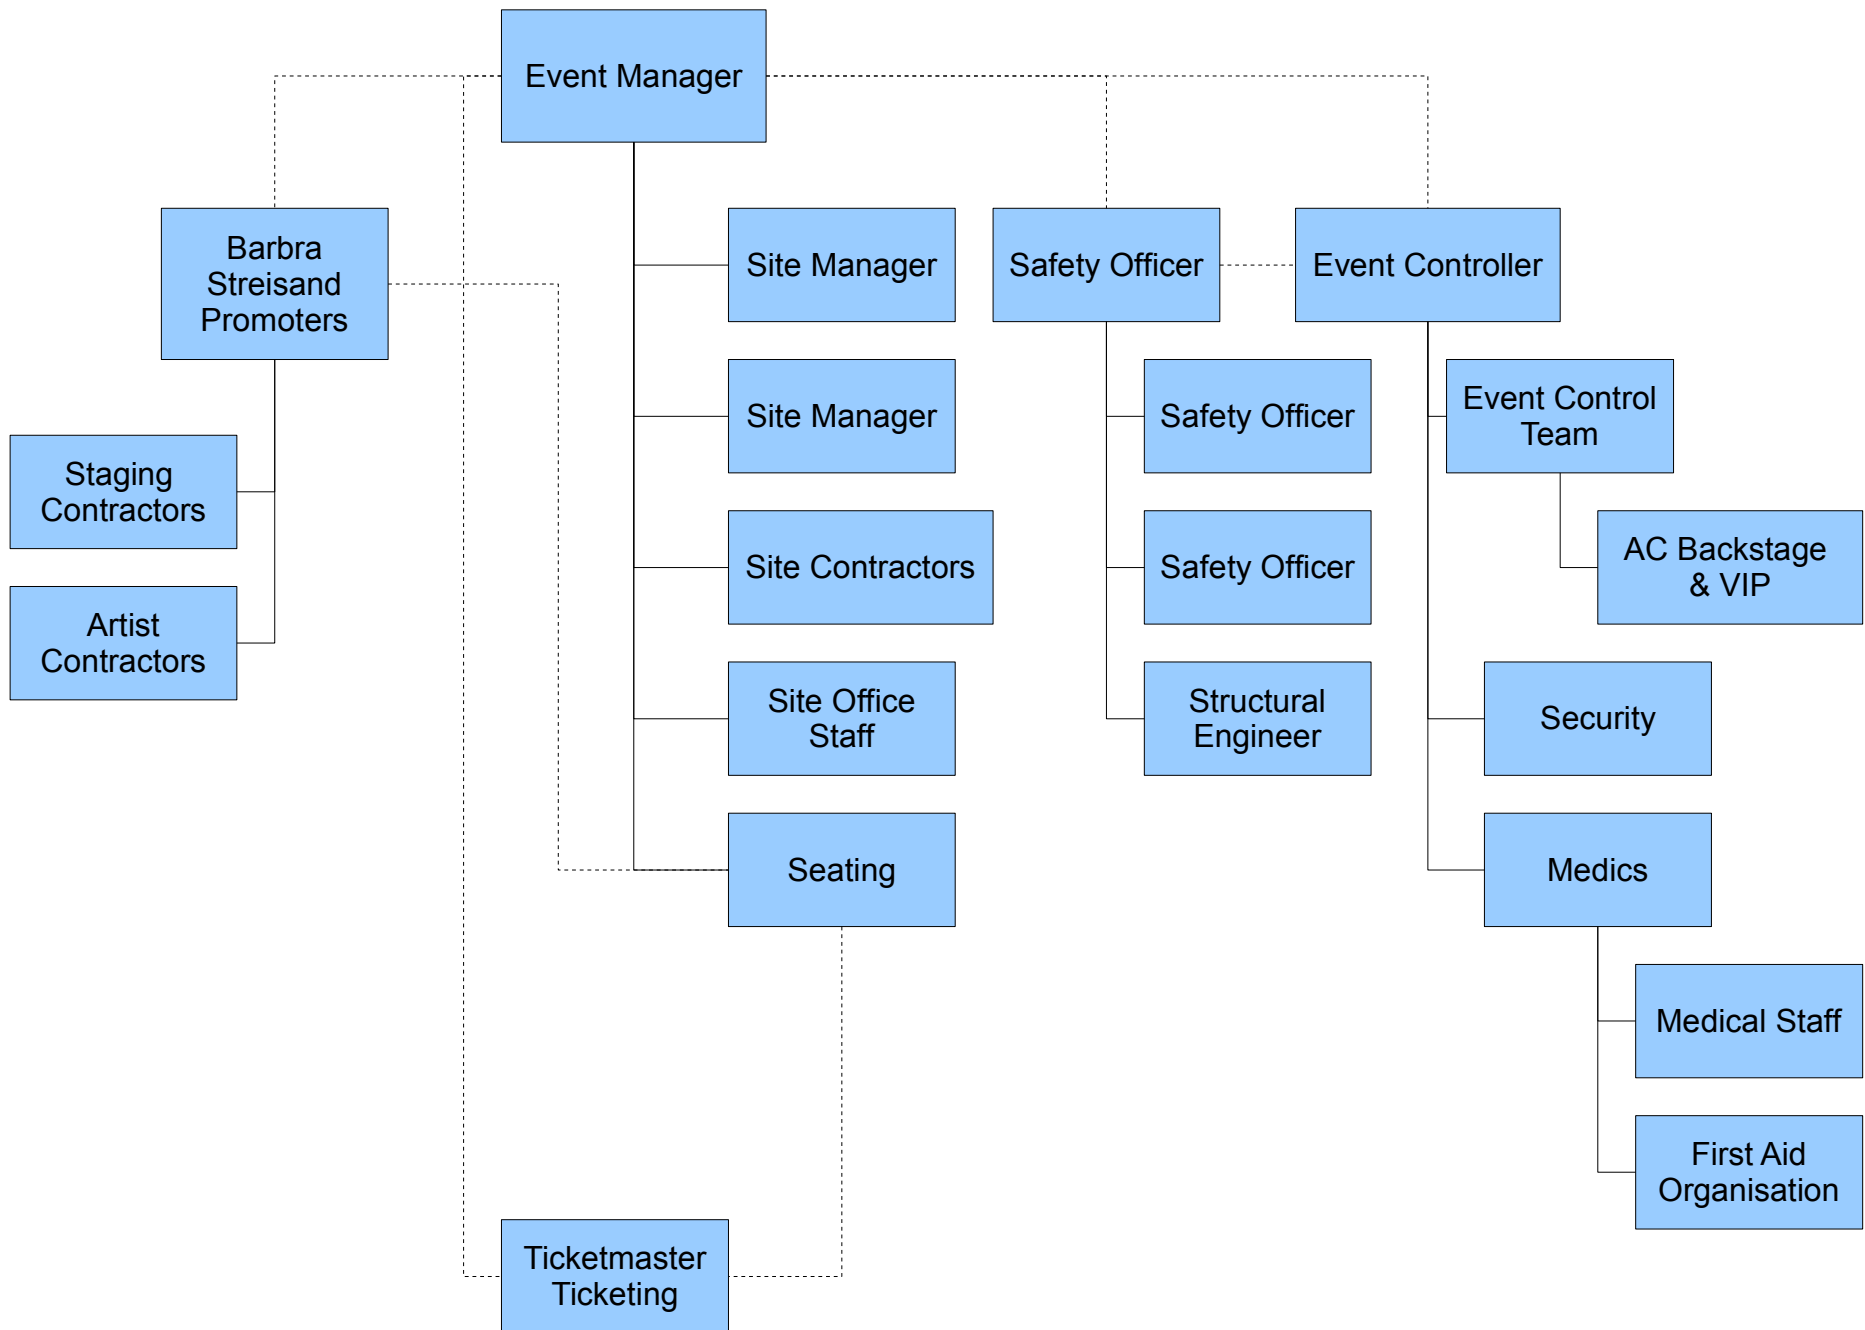 Event Manager
Barbra
Streisand
Promoters
Site Manager
Safety Officer
Event Controller
Site Manager
Safety Officer
Event Control
Team
Staging
Contractors
Site Contractors
Safety Officer
AC Backstage
& VIP
Artist
Contractors
Site Office
Staff
Structural
Engineer
Security
Seating
Medics
Medical Staff
First Aid
Organisation
Ticketmaster
Ticketing